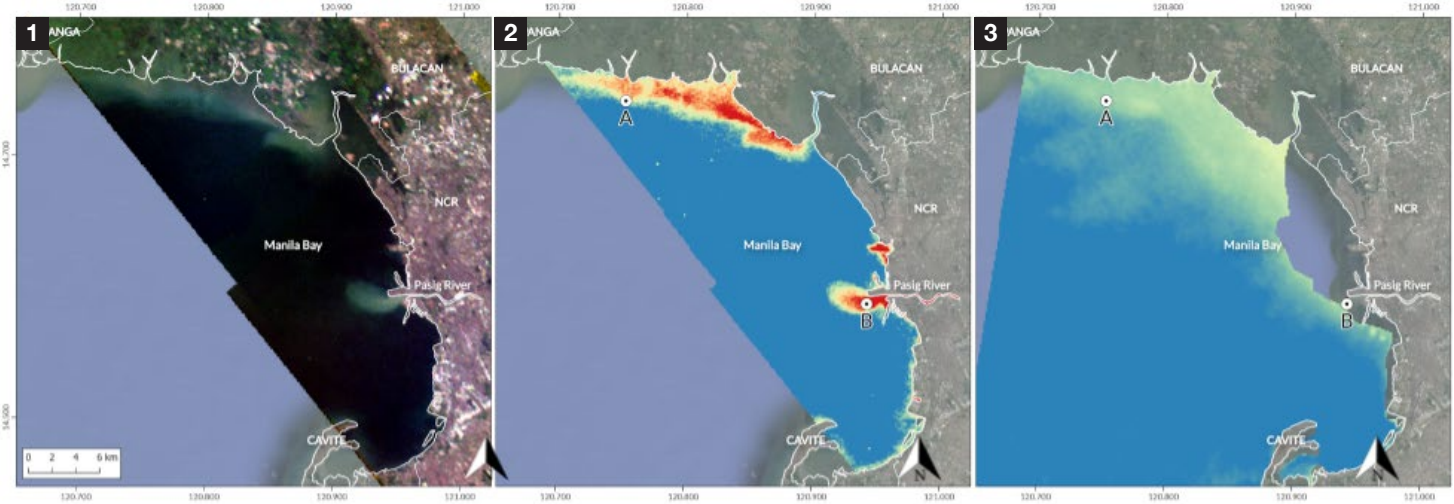 120.700 120.800 120.900 121.000 120.700 120.800 120.900 121.000 120.700 120.800 120.900 121.000
1 ANGA
BULACAN
NCR
Manila Bay
Pasig River
CAVITE
0 2 4 6 km
14.700
14.500
2 ANGA
BULACAN
A
NCR
Manila Bay
Pasig River
B
CAVITE
N
3 ANGA
BULACAN
A
NCR
Manila Bay
Pasig River
B
CAVITE
N
120.700 120.800 120.900 121.000 120.700 120.800 120.900 121.000 120.700 120.800 120.900 121.000